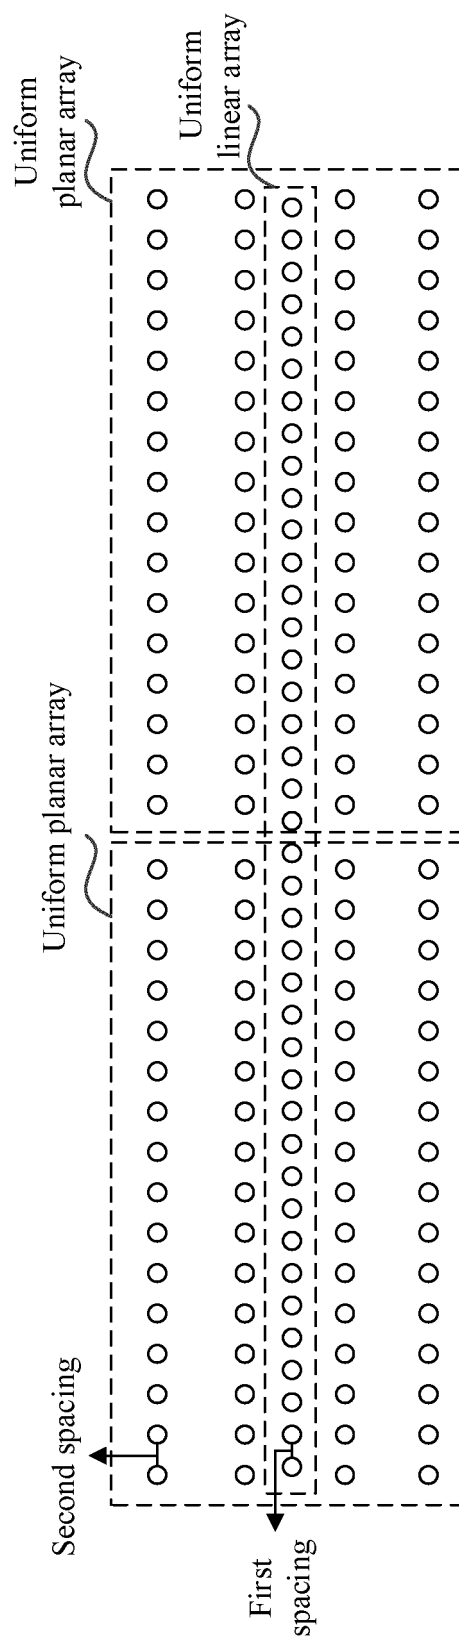 Uniform
planar array
Uniform
linear array
Uniform planar array
Second spacing
First
spacing